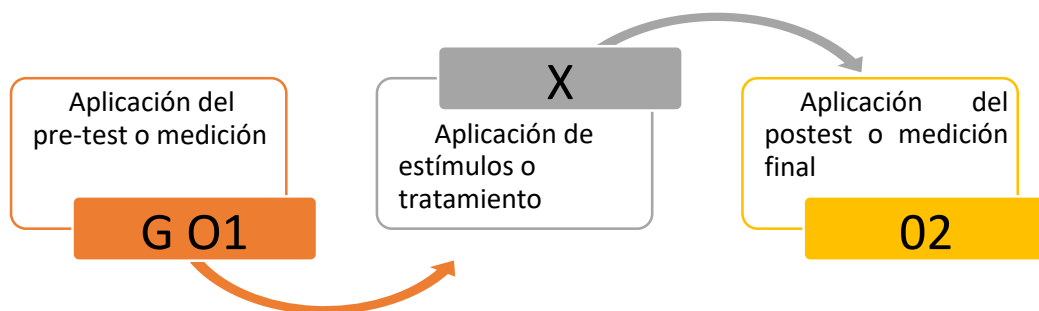 Aplicación del
pre-test o medición
G O1
X
Aplicación de
estímulos o
tratamiento
Aplicación del
postest o medición
final
02